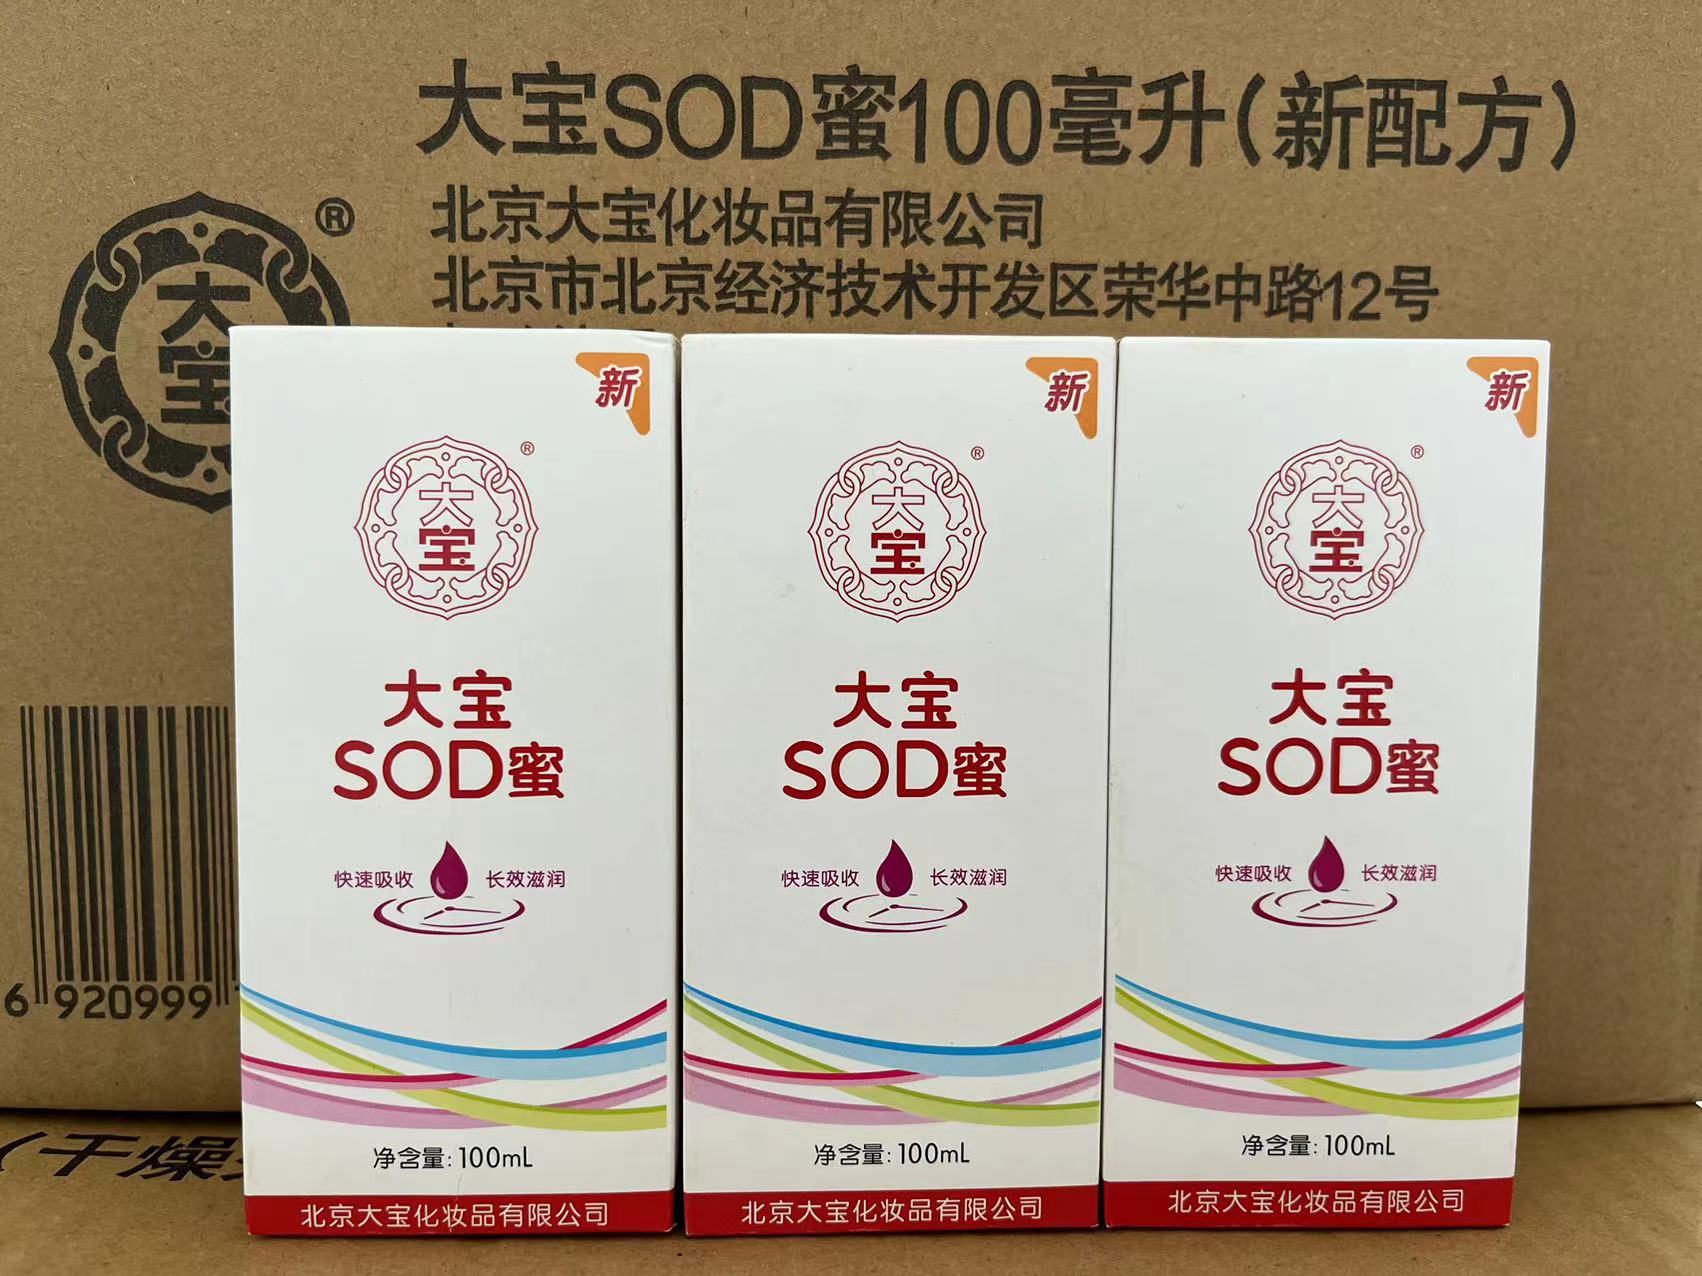 大宝SOD蜜100毫升(新配方)
北京大宝化妆品有限公司
北京市北京经济技术开发区荣华中路12号
®
大
宝
6 920999
(干燥
新
®
大
宝
大宝
SOD蜜
快速吸收 长效滋润
净含量: 100mL
北京大宝化妆品有限公司
新
®
大
宝
大宝
SOD蜜
快速吸收 长效滋润
净含量: 100mL
北京大宝化妆品有限公司
新
®
大
宝
大宝
SOD蜜
快速吸收 长效滋润
净含量: 100mL
北京大宝化妆品有限公司